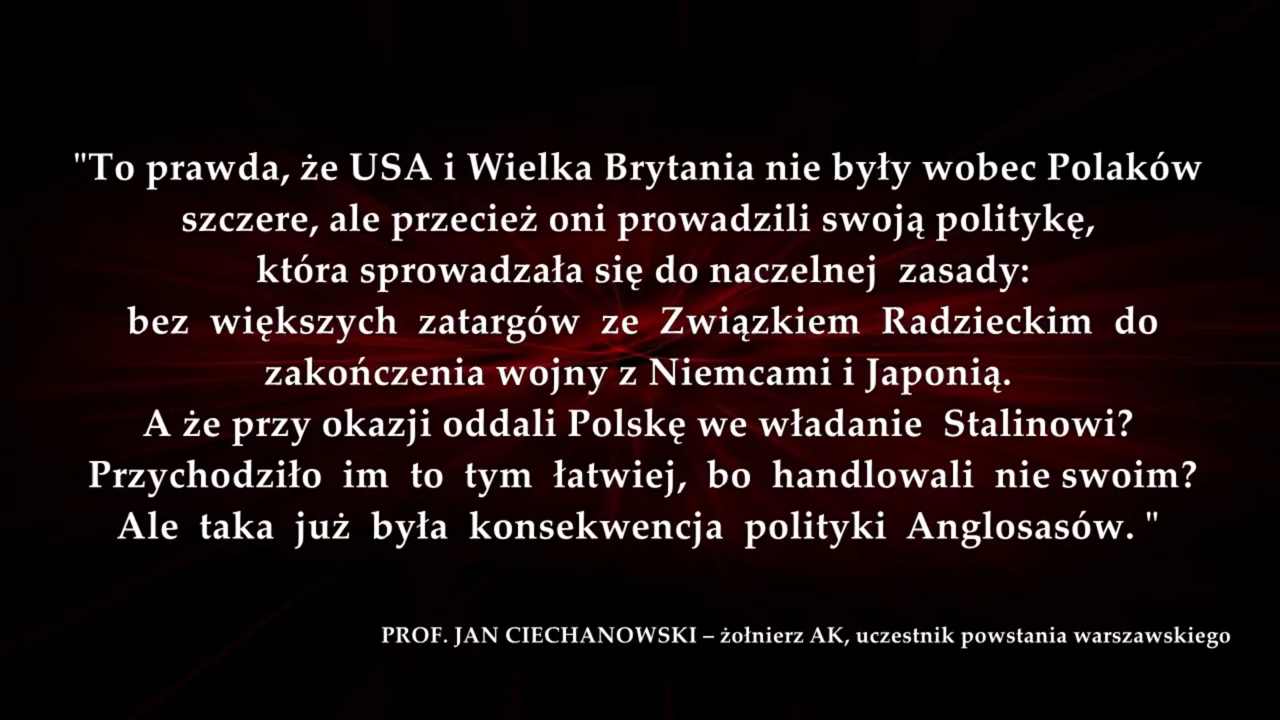 "To prawda, że USA i Wielka Brytania nie były wobec Polaków
szczere, ale przecież oni prowadzili swoją politykę,
która sprowadzała się do naczelnej zasady:
bez większych zatargów ze Związkiem Radzieckim do
zakończenia wojny z Niemcami i Japonią.
A że przy okazji oddali Polskę we władanie Stalinowi?
Przychodziło im to tym łatwiej, bo handlowali nie swoim?
Ale taka już była konsekwencja polityki Anglosasów. "
PROF. JAN CIECHANOWSKI – żołnierz AK, uczestnik powstania warszawskiego